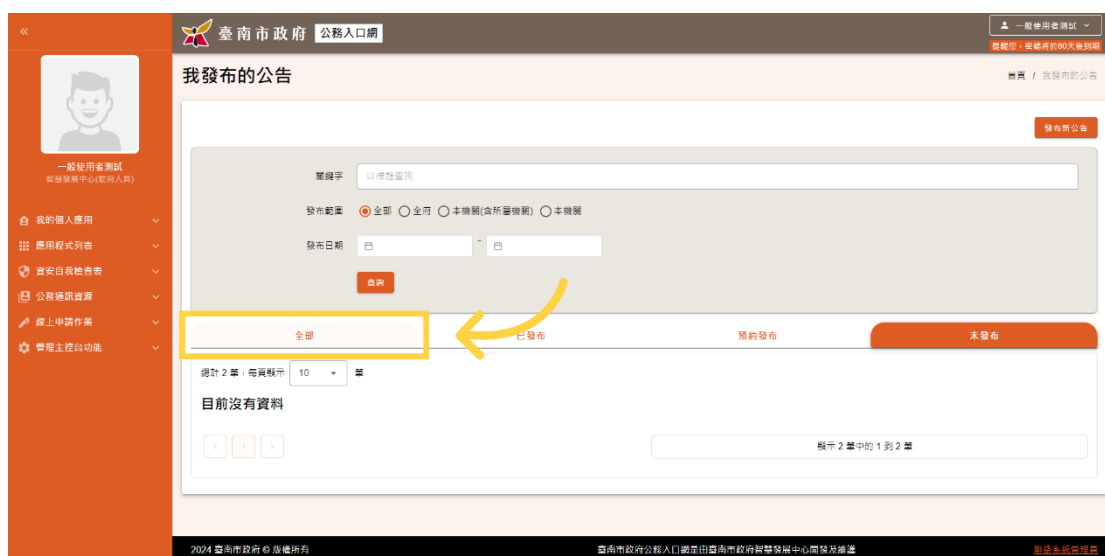 «
臺南市政府 公務入口網
一般使用者測試
提醒您，密碼將於80天後到期
我發布的公告
首頁 / 我發布的公告
發布新公告
一般使用者測試
智慧發展中心(駐府人員)
我的個人應用
應用程式列表
資安自我檢查表
公務通訊資源
線上申請作業
管理主控台功能
關鍵字 以標題查詢
發布範圍 全部 全府 本機關(含所屬機關) 本機關
發布日期 ~
查詢
全部 已發布 預約發布 未發布
總計 2 筆，每頁顯示 10 筆
目前沒有資料
‹ 1 ›
顯示 2 筆中的 1 到 2 筆
2024 臺南市政府 © 版權所有
臺南市政府公務入口網是由臺南市政府智慧發展中心開發及維護
聯絡系統管理員